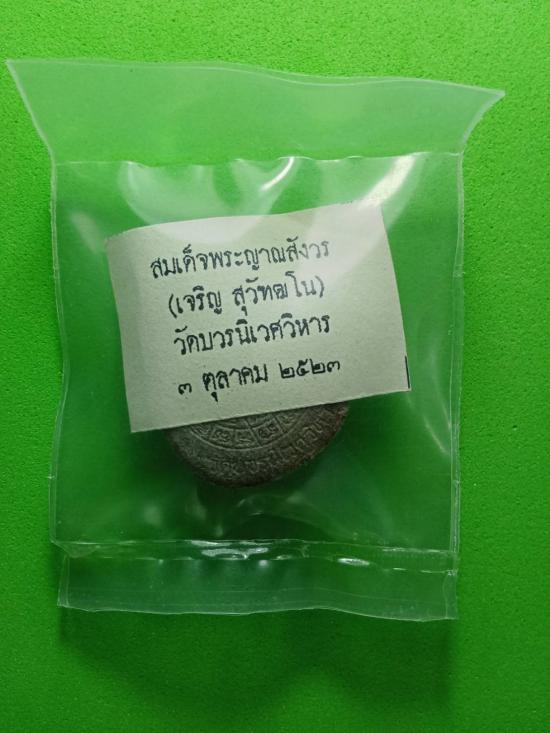 สมเด็จพระญาณสังวร
(เจริญ สุวัฑฒโน)
วัดบวรนิเวศวิหาร
๓ ตุลาคม ๒๕๒๓